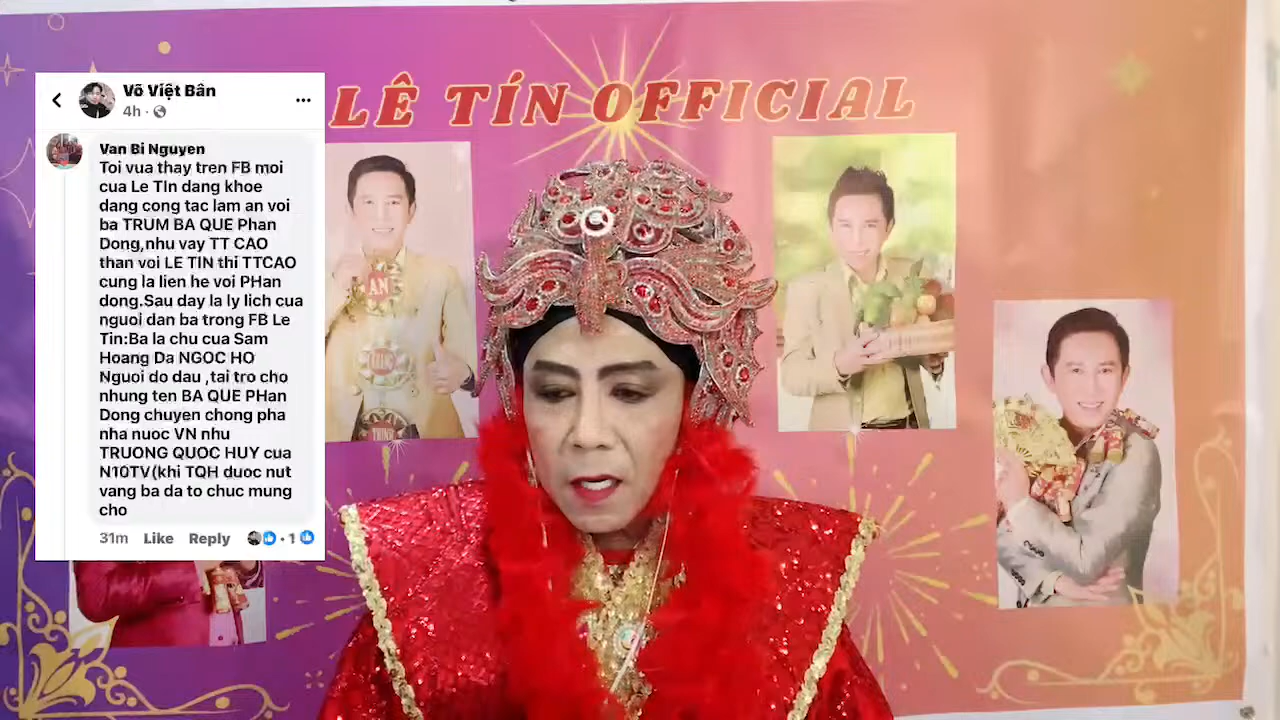 LÊ TÍN OFFICIAL
Võ Việt Bân
4h
Van Bi Nguyen
Toi vua thay tren FB moi
cua Le TIn dang khoe
dang cong tac lam an voi
ba TRUM BA QUE Phan
Dong,nhu vay TT CAO
than voi LE TIN thi TTCAO
cung la lien he voi PHan
dong.Sau day la ly lich cua
nguoi dan ba trong FB Le
Tin:Ba la chu cua Sam
Hoang Da NGOC HO
Nguoi do dau ,tai tro cho
nhung ten BA QUE PHan
Dong chuyen chong pha
nha nuoc VN nhu
TRUONG QUOC HUY cua
N10TV(khi TQH duoc nut
vang ba da to chuc mung
cho
31m Like Reply 1
AN